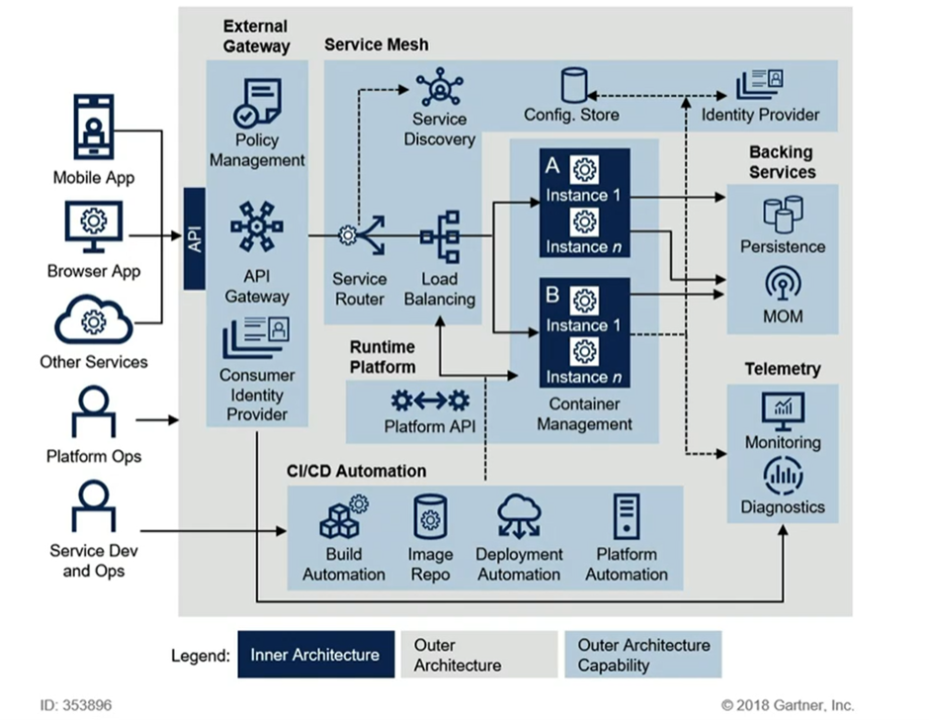 External
Gateway
Service Mesh
Policy
Management
Service
Discovery
Config. Store
Identity Provider
Mobile App
Browser App
Other Services
Platform Ops
Service Dev
and Ops
API
API
Gateway
Consumer
Identity
Provider
Service
Router
Load
Balancing
A
Instance 1
Instance n
B
Instance 1
Instance n
Container
Management
Backing
Services
Persistence
MOM
Runtime
Platform
Platform API
Telemetry
Monitoring
Diagnostics
CI/CD Automation
Build
Automation
Image
Repo
Deployment
Automation
Platform
Automation
Legend:
Inner Architecture
Outer
Architecture
Outer Architecture
Capability
ID: 353896
© 2018 Gartner, Inc.